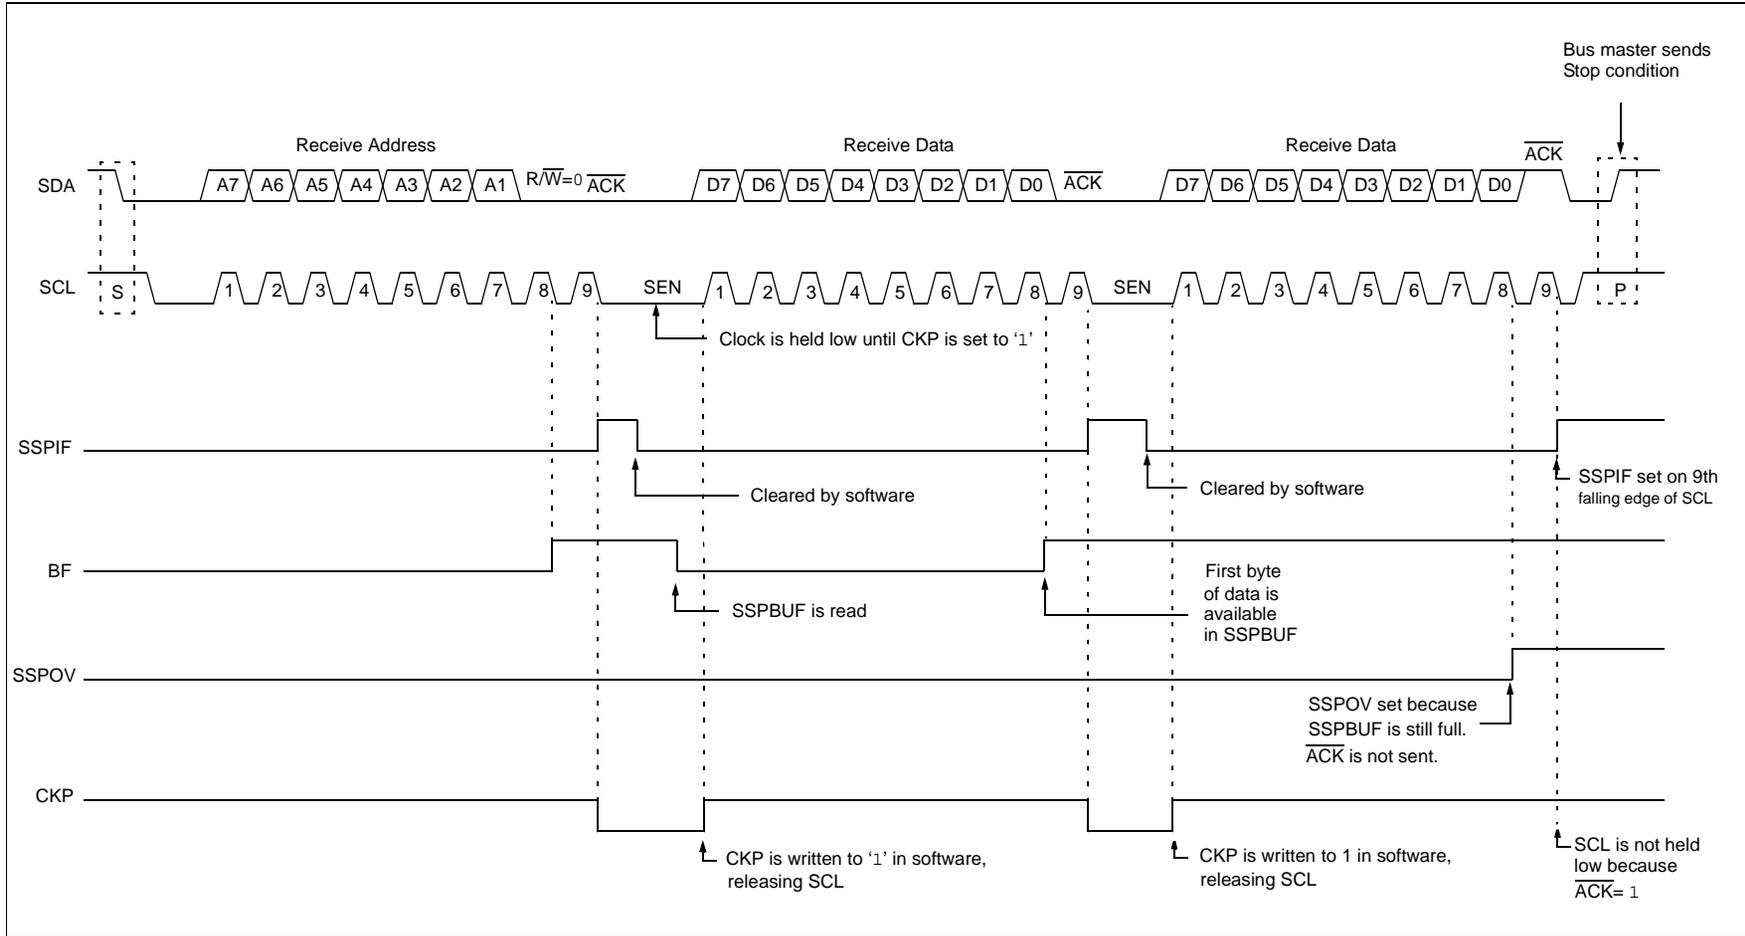 Bus master sends
Stop condition
Receive Address
Receive Data
Receive Data
ACK
SDA
A7 A6 A5 A4 A3 A2 A1 R/W=0 ACK D7 D6 D5 D4 D3 D2 D1 D0 ACK D7 D6 D5 D4 D3 D2 D1 D0
SCL
S 1 2 3 4 5 6 7 8 9 SEN 1 2 3 4 5 6 7 8 9 SEN 1 2 3 4 5 6 7 8 9 P
Clock is held low until CKP is set to ‘1’
SSPIF
Cleared by software
Cleared by software
SSPIF set on 9th
falling edge of SCL
BF
SSPBUF is read
First byte
of data is
available
in SSPBUF
SSPOV
SSPOV set because
SSPBUF is still full.
ACK is not sent.
CKP
CKP is written to ‘1’ in software,
releasing SCL
CKP is written to 1 in software,
releasing SCL
SCL is not held
low because
ACK= 1